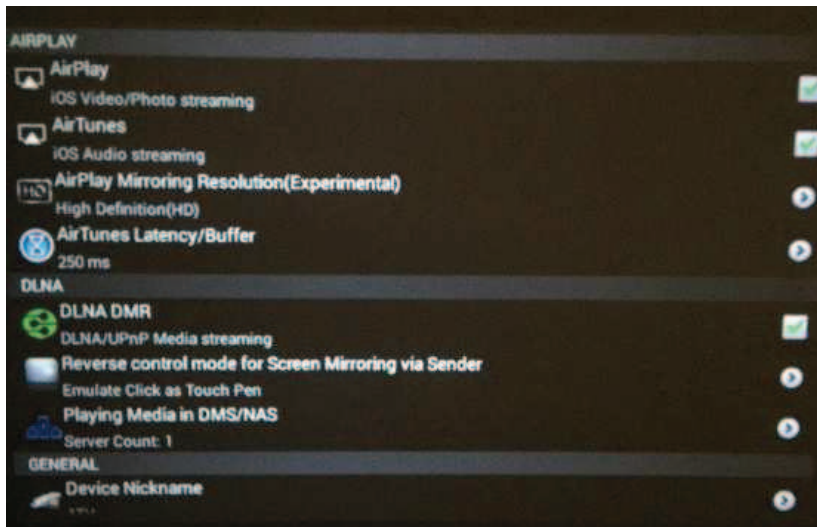 AIRPLAY
AirPlay
iOS Video/Photo streaming
AirTunes
iOS Audio streaming
AirPlay Mirroring Resolution(Experimental)
High Definition(HD)
AirTunes Latency/Buffer
250 ms
DLNA
DLNA DMR
DLNA/UPnP Media streaming
Reverse control mode for Screen Mirroring via Sender
Emulate Click as Touch Pen
Playing Media in DMS/NAS
Server Count: 1
GENERAL
Device Nickname